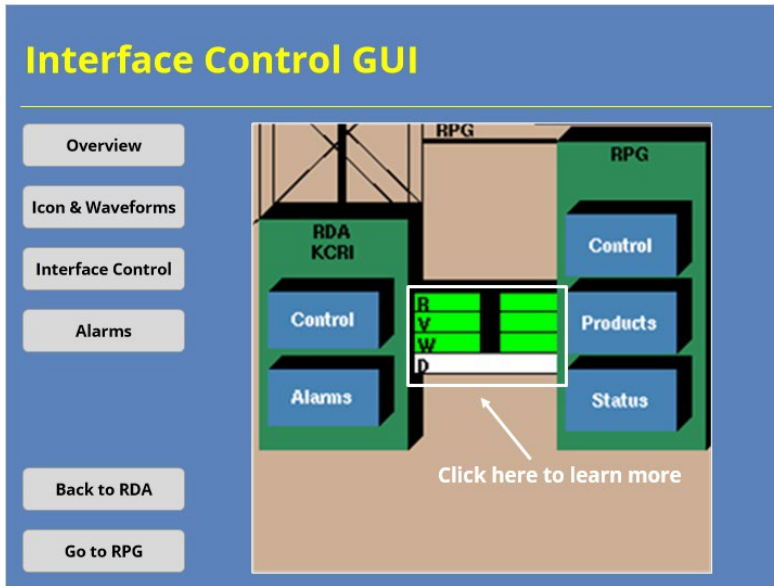 Interface Control GUI
Overview
Icon & Waveforms
Interface Control
Alarms
Back to RDA
Go to RPG
RPG
RDA
KCRI
Control
Alarms
R
V
W
D
RPG
Control
Products
Status
Click here to learn more